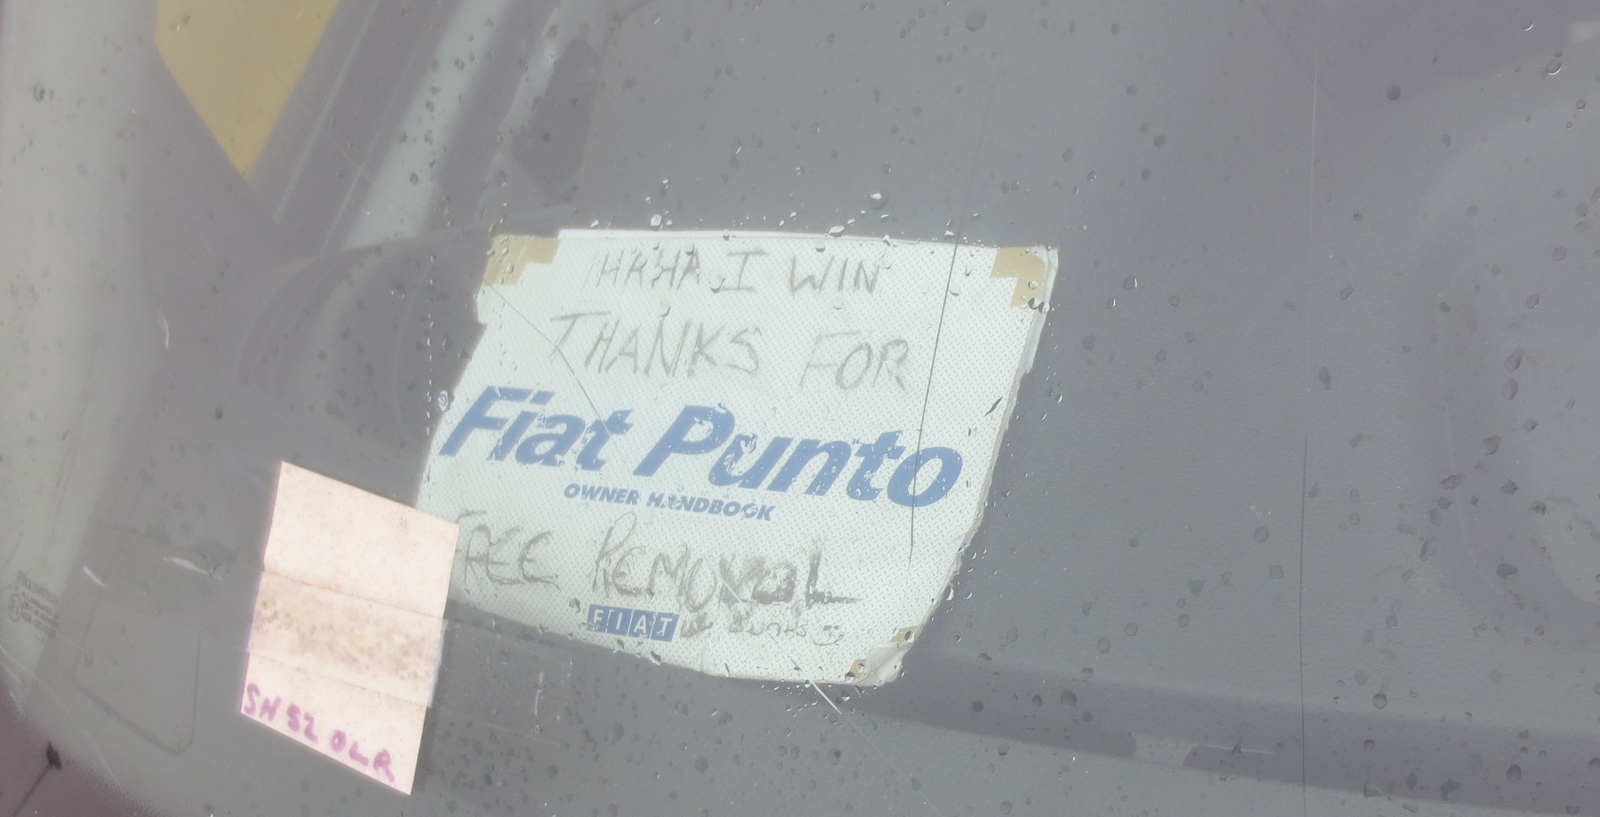 HAHA I WIN
THANKS FOR
Fiat Punto
OWNER HANDBOOK
FREE REMOVAL
FIAT
SH52 OLR